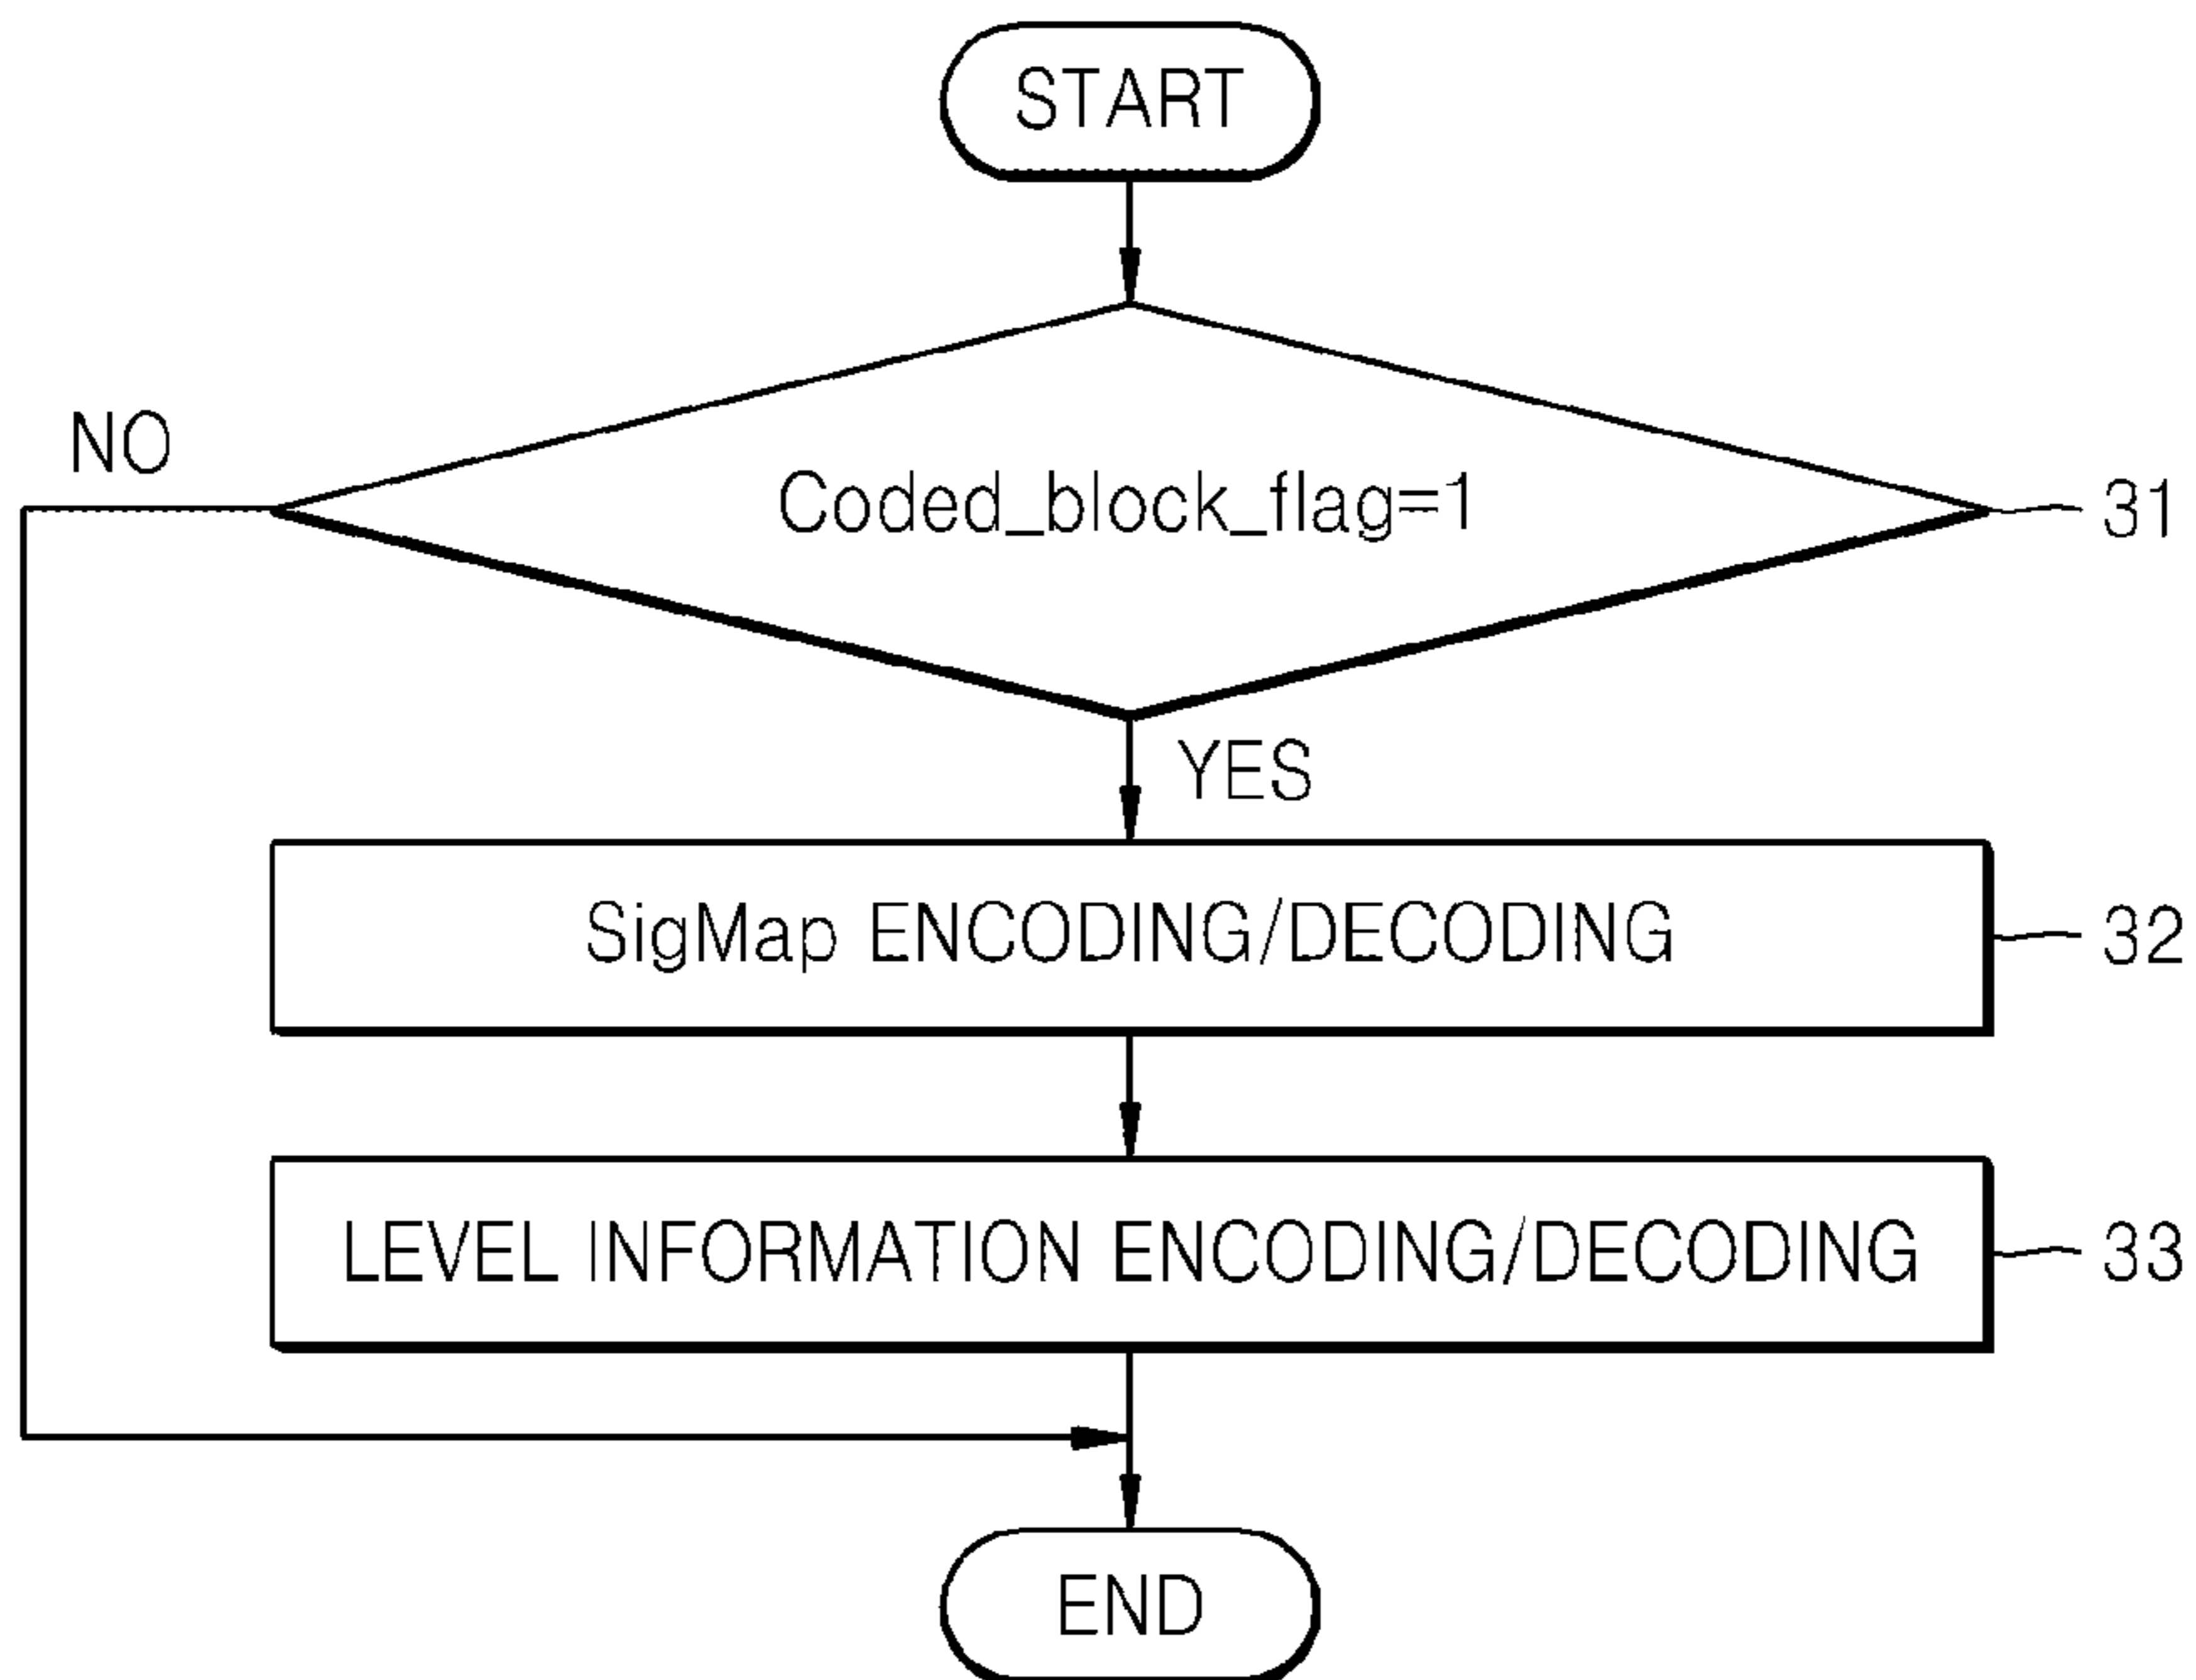 START
NO
Coded_block_flag=1
31
YES
SigMap ENCODING/DECODING
32
LEVEL INFORMATION ENCODING/DECODING
33
END